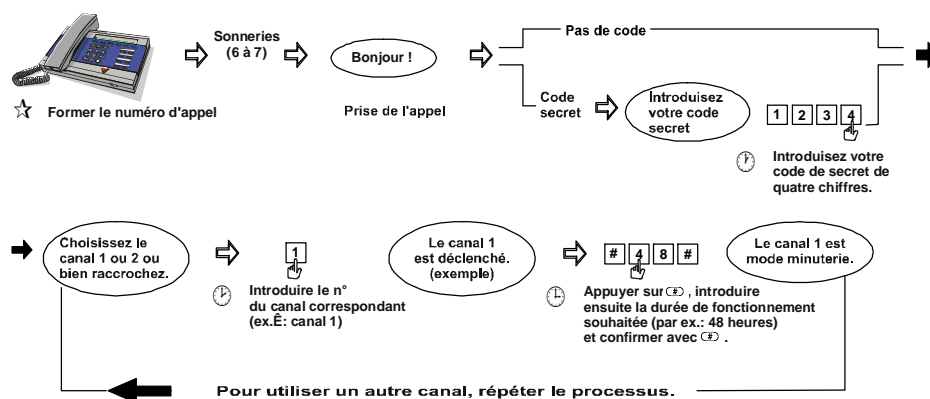 Sonneries
(6 à 7)
Bonjour !
Pas de code
Code
secret
Introduisez
votre code
secret
1 2 3 4
Former le numéro d'appel
Prise de l'appel
Introduisez votre
code de secret de
quatre chiffres.
Choisissez le
canal 1 ou 2 ou
bien raccrochez.
1
Introduire le n°
du canal correspondant
(ex.Ê: canal 1)
Le canal 1
est déclenché.
(exemple)
# 4 8 #
Appuyer sur # , introduire
ensuite la durée de fonctionnement
souhaitée (par ex.: 48 heures)
et confirmer avec # .
Le canal 1 est
mode minuterie.
Pour utiliser un autre canal, répéter le processus.